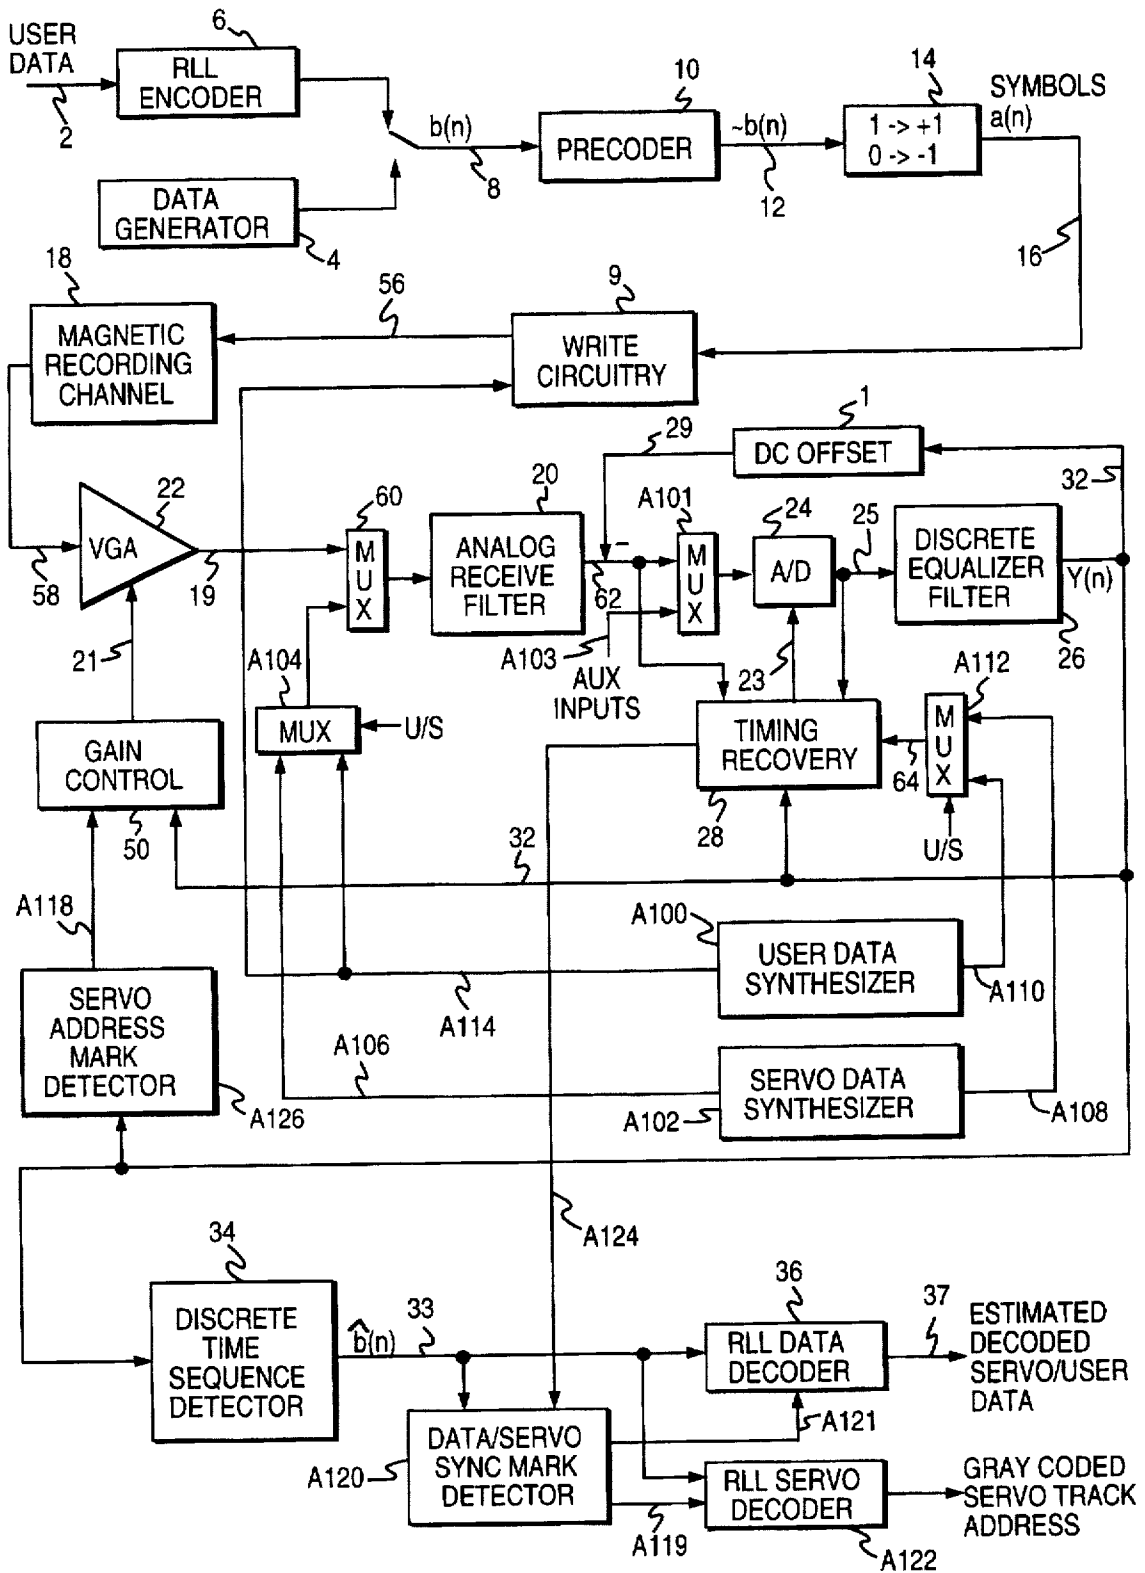 USER
DATA
2
6
RLL
ENCODER
DATA
GENERATOR
4
b(n)
8
10
PRECODER
~b(n)
12
14
1 -> +1
0 -> -1
SYMBOLS
a(n)
16
18
MAGNETIC
RECORDING
CHANNEL
56
9
WRITE
CIRCUITRY
29
1
DC OFFSET
32
22
VGA
58
19
21
60
MUX
20
ANALOG
RECEIVE
FILTER
-
62
A101
MUX
24
A/D
25
DISCRETE
EQUALIZER
FILTER
Y(n)
26
A103
AUX
INPUTS
23
A104
MUX
U/S
GAIN
CONTROL
50
TIMING
RECOVERY
28
A112
MUX
64
U/S
32
A118
A100
USER DATA
SYNTHESIZER
A110
A114
SERVO
ADDRESS
MARK
DETECTOR
A126
A106
A102
SERVO DATA
SYNTHESIZER
A108
A124
34
DISCRETE
TIME
SEQUENCE
DETECTOR
b̂(n)
33
36
RLL DATA
DECODER
37
ESTIMATED
DECODED
SERVO/USER
DATA
A121
A120
DATA/SERVO
SYNC MARK
DETECTOR
A119
RLL SERVO
DECODER
A122
GRAY CODED
SERVO TRACK
ADDRESS